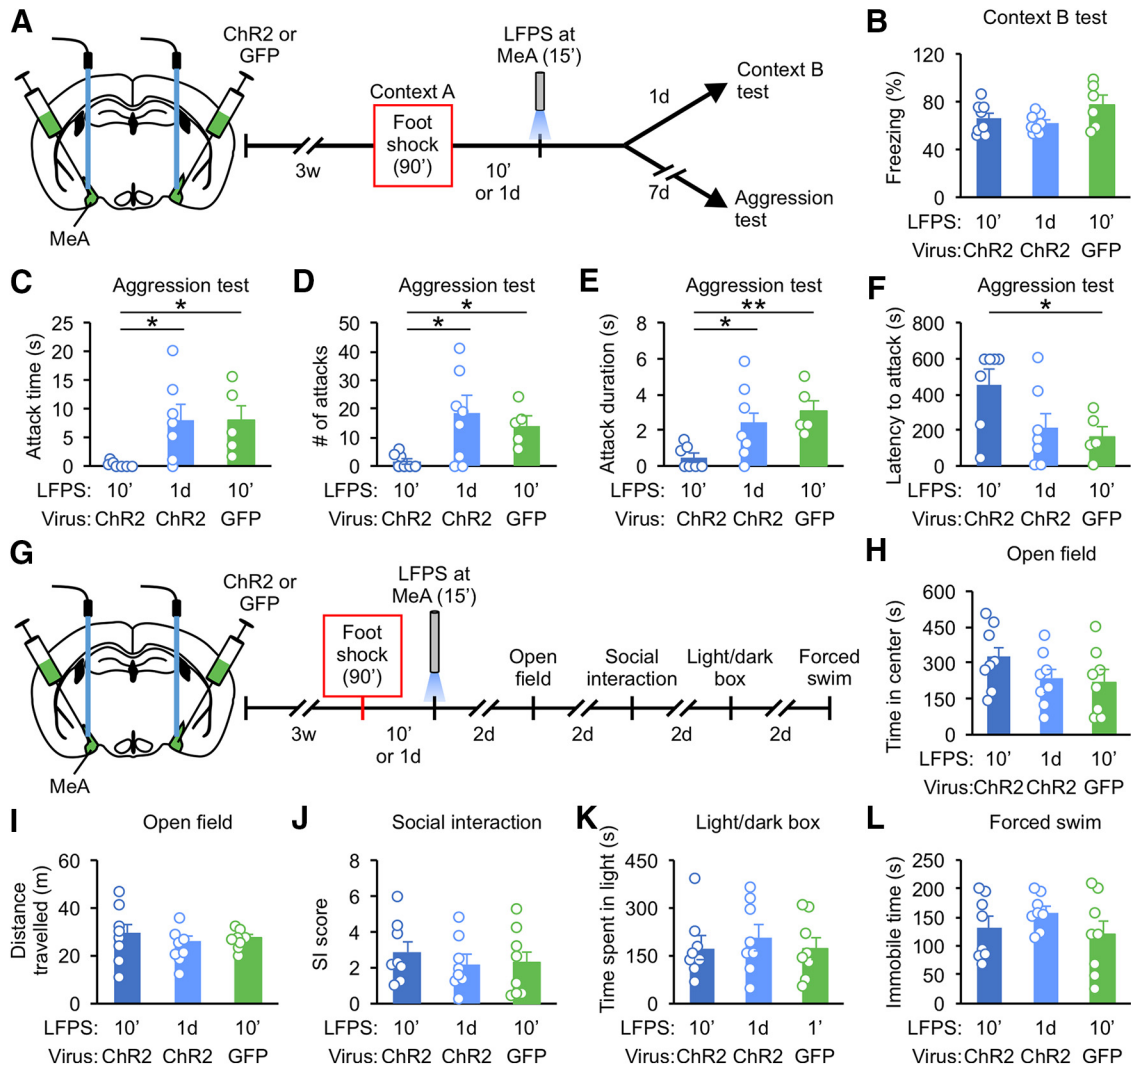 A
ChR2 or
GFP
MeA
3w
Context A
Foot
shock
(90’)
10’
or 1d
LFPS at
MeA (15’)
1d
Context B
test
7d
Aggression
test
B
Context B test
Freezing (%)
120
80
40
0
LFPS: 10’ 1d 10’
Virus: ChR2 ChR2 GFP
C
Aggression test
*
*
Attack time (s)
25
20
15
10
5
0
LFPS: 10’ 1d 10’
Virus: ChR2 ChR2 GFP
D
Aggression test
*
*
# of attacks
50
40
30
20
10
0
LFPS: 10’ 1d 10’
Virus: ChR2 ChR2 GFP
E
Aggression test
**
*
Attack duration (s)
8
6
4
2
0
LFPS: 10’ 1d 10’
Virus: ChR2 ChR2 GFP
F
Aggression test
*
Latency to attack (s)
800
600
400
200
0
LFPS: 10’ 1d 10’
Virus: ChR2 ChR2 GFP
G
ChR2 or
GFP
MeA
3w
Foot
shock
(90’)
10’
or 1d
LFPS at
MeA (15’)
2d
Open
field
2d
Social
interaction
2d
Light/dark
box
2d
Forced
swim
H
Open field
Time in center (s)
600
450
300
150
0
LFPS: 10’ 1d 10’
Virus: ChR2 ChR2 GFP
I
Open field
Distance
travelled (m)
60
40
20
0
LFPS: 10’ 1d 10’
Virus: ChR2 ChR2 GFP
J
Social interaction
SI score
8
6
4
2
0
LFPS: 10’ 1d 10’
Virus: ChR2 ChR2 GFP
K
Light/dark box
Time spent in light (s)
450
300
150
0
LFPS: 10’ 1d 1’
Virus: ChR2 ChR2 GFP
L
Forced swim
Immobile time (s)
250
200
150
100
50
0
LFPS: 10’ 1d 10’
Virus: ChR2 ChR2 GFP